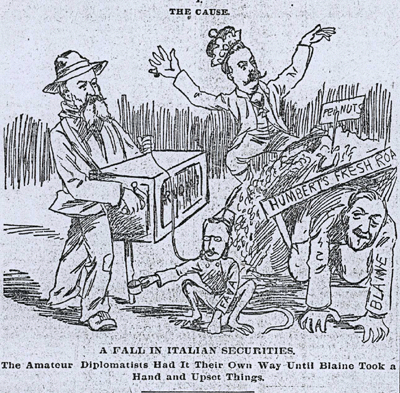 THE CAUSE.
PEANUTS
HUMBERTS FRESH ROA
BLAINE
A FALL IN ITALIAN SECURITIES.
The Amateur Diplomatists Had It Their Own Way Until Blaine Took a
Hand and Upset Things.